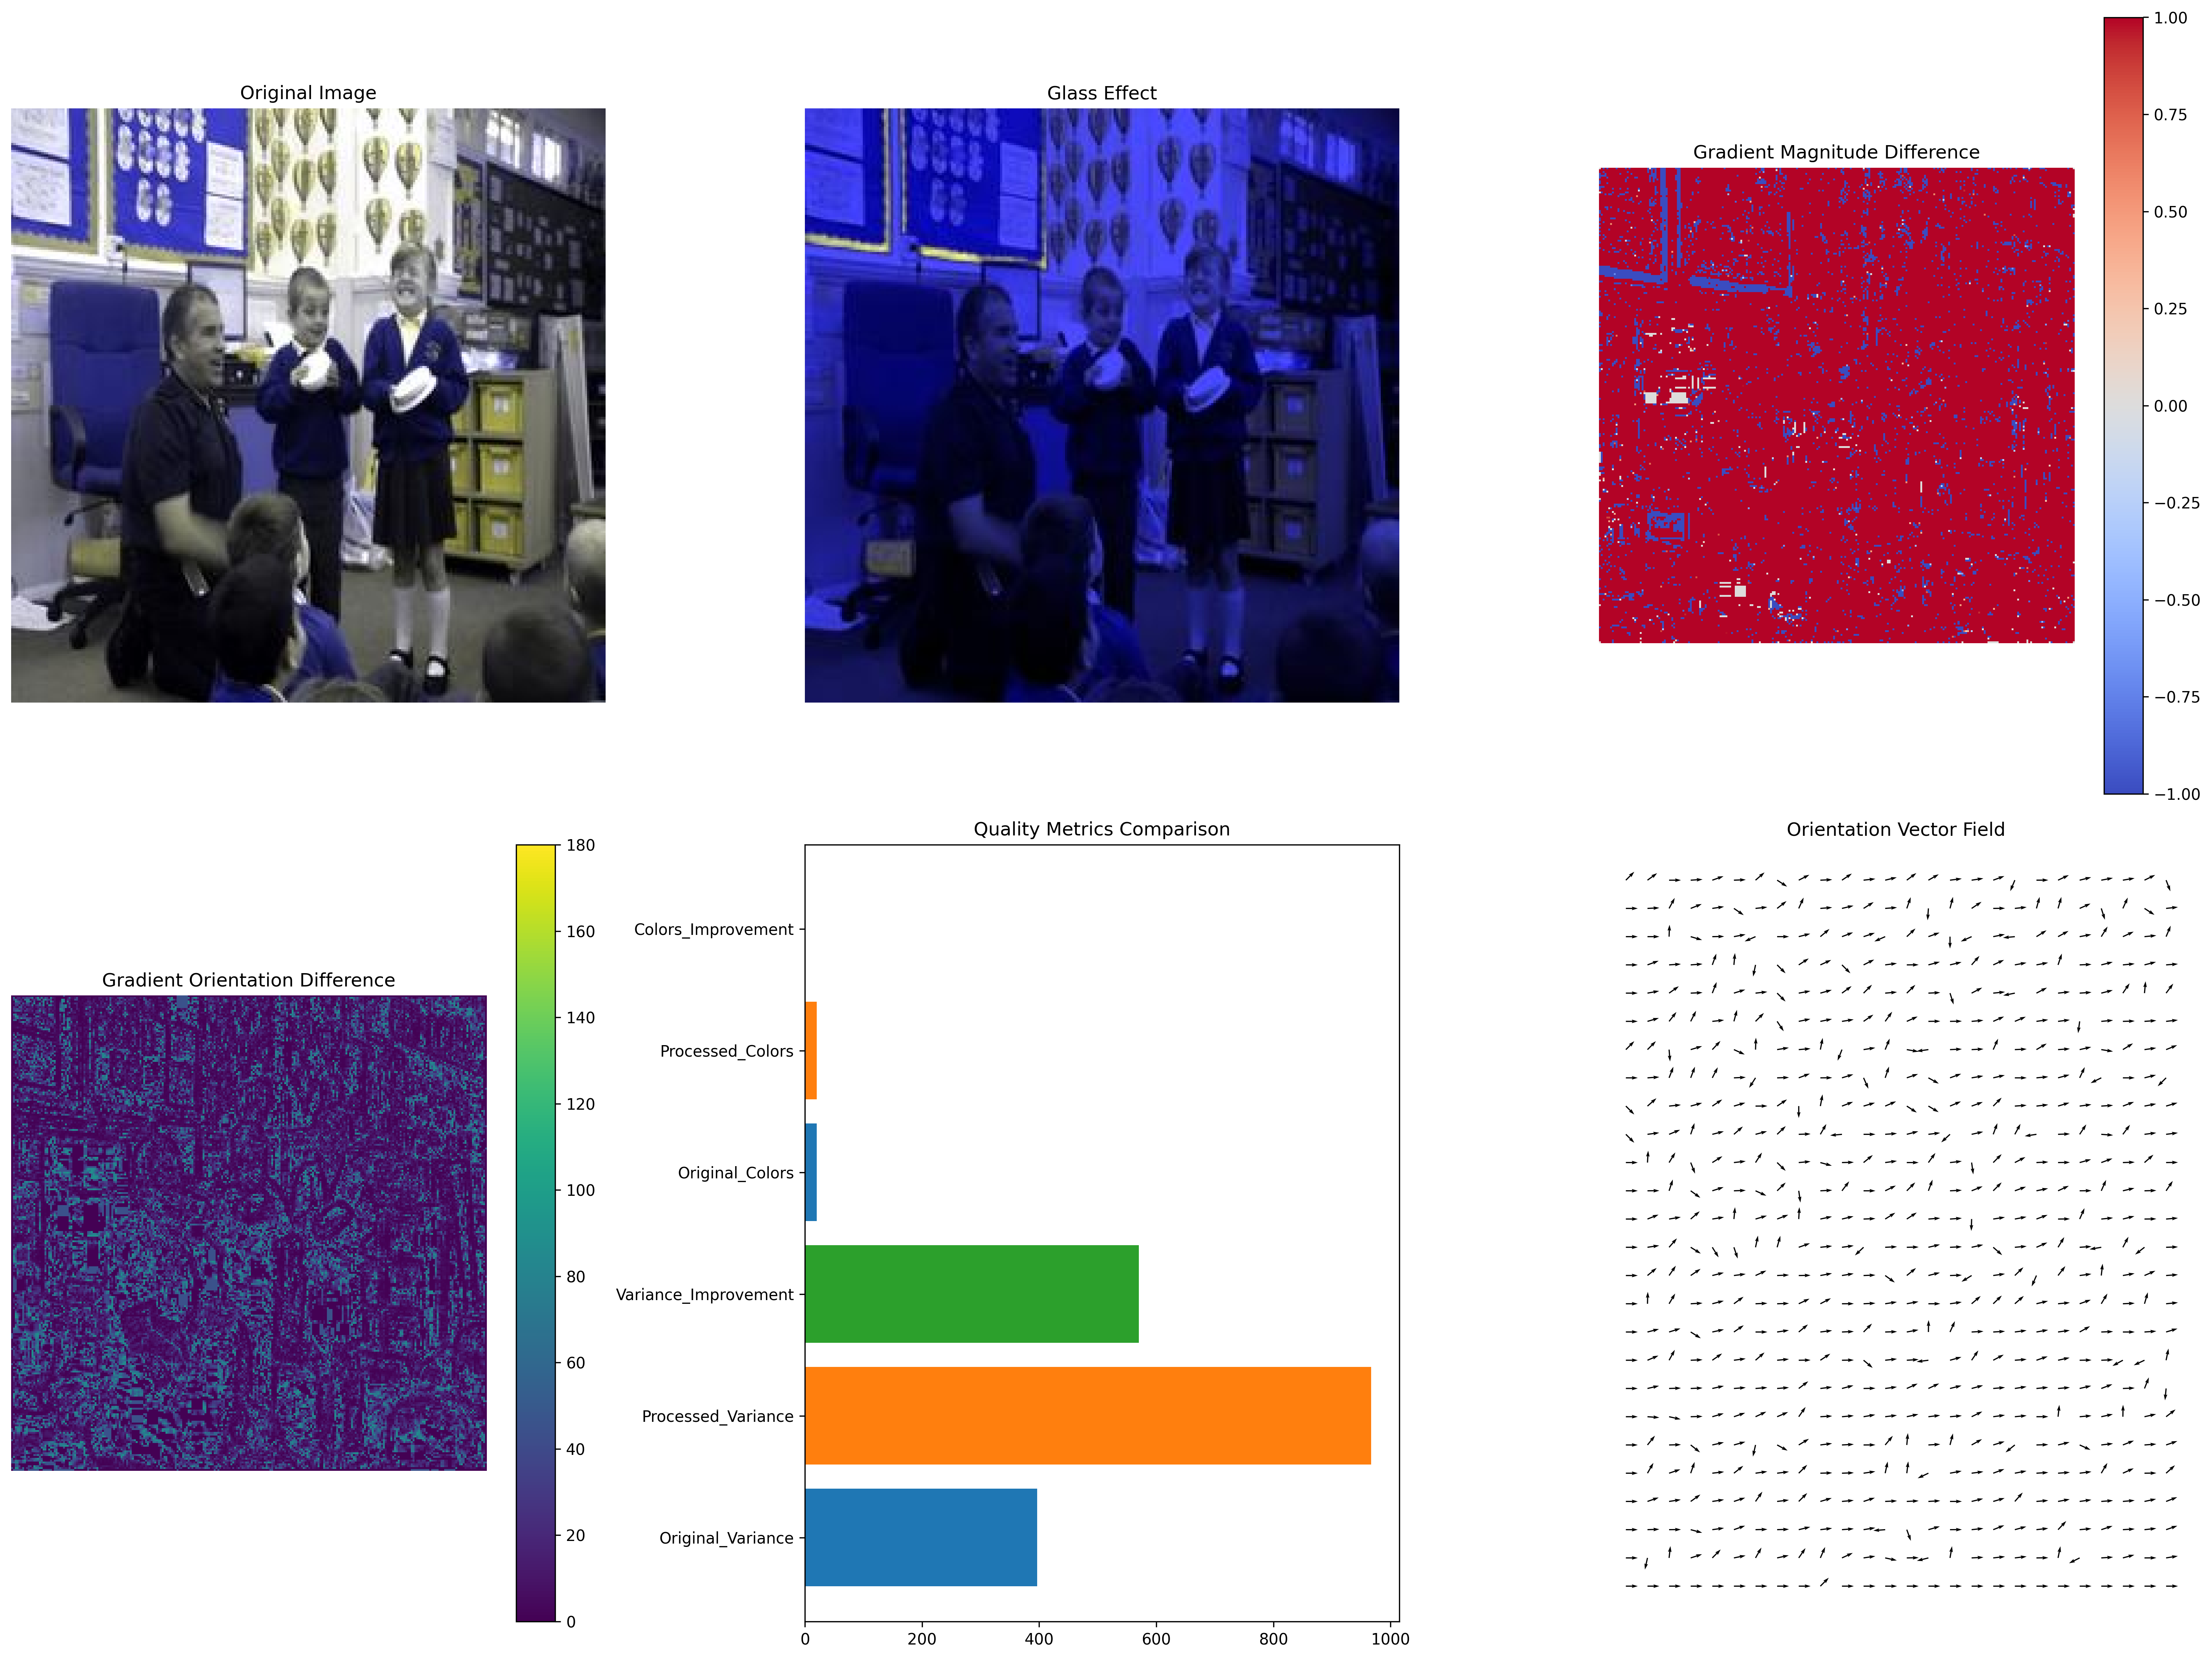 Original Image
Glass Effect
Gradient Magnitude Difference
1.00
0.75
0.50
0.25
0.00
−0.25
−0.50
−0.75
−1.00
Gradient Orientation Difference
180
160
140
120
100
80
60
40
20
0
Quality Metrics Comparison
Colors_Improvement
Processed_Colors
Original_Colors
Variance_Improvement
Processed_Variance
Original_Variance
0 200 400 600 800 1000
Orientation Vector Field